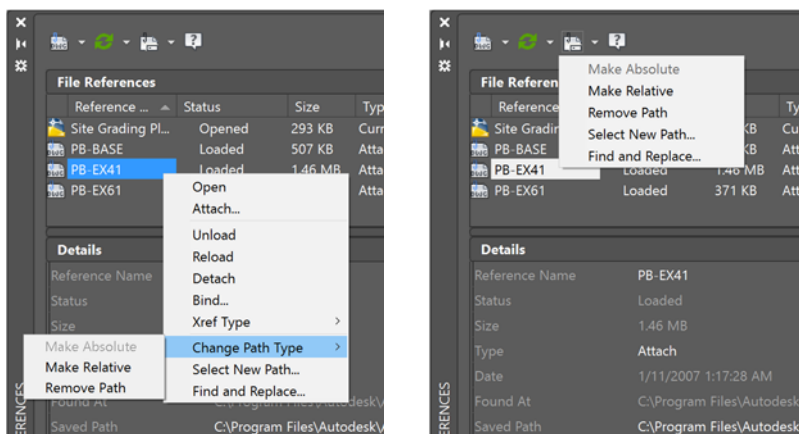 File References
Reference ... Status Size Typ
Site Grading Pl... Opened 293 KB Curr
PB-BASE Loaded 507 KB Atta
PB-EX41 Loaded 1.46 MB Atta
PB-EX61 Atta
Open
Attach...
Unload
Reload
Detach
Bind...
Xref Type
Change Path Type
Select New Path...
Find and Replace...
Make Absolute
Make Relative
Remove Path
Details
Reference Name
Status
Size
Found At C:\Program Files\Autodesk\
Saved Path C:\Program Files\Autodesk\
ERENCES
File Referen
Reference Ty
Site Gradin KB Cu
PB-BASE KB Att
PB-EX41 Loaded 1.46 MB Att
PB-EX61 Loaded 371 KB Att
Make Absolute
Make Relative
Remove Path
Select New Path...
Find and Replace...
Details
Reference Name PB-EX41
Status Loaded
Size 1.46 MB
Type Attach
Date 1/11/2007 1:17:28 AM
Found At C:\Program Files\Autodesk
Saved Path C:\Program Files\Autodesk
ERENCES